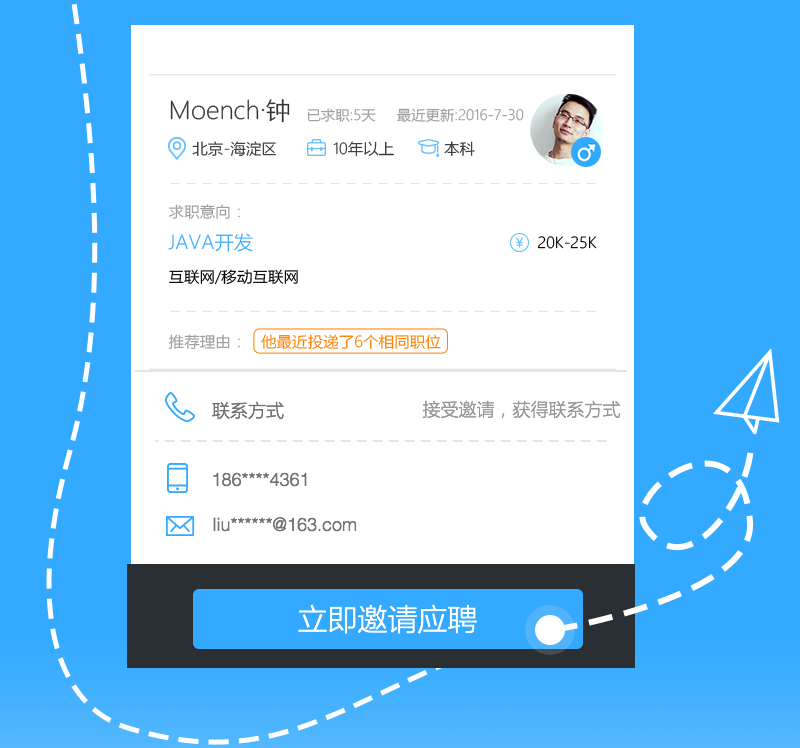 Moench·钟 已求职:5天 最近更新:2016-7-30
北京-海淀区 10年以上 本科
求职意向：
JAVA开发 ¥ 20K-25K
互联网/移动互联网
推荐理由： 他最近投递了6个相同职位
联系方式 接受邀请，获得联系方式
186****4361
liu******@163.com
立即邀请应聘